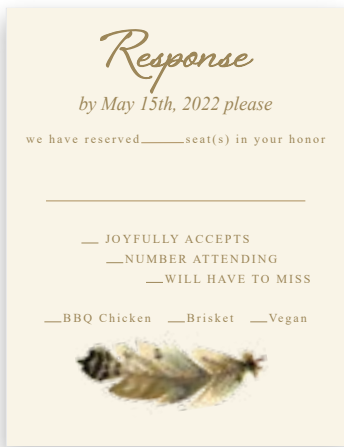 Response
by May 15th, 2022 please
we have reserved______seat(s) in your honor
__ JOYFULLY ACCEPTS
__NUMBER ATTENDING
__WILL HAVE TO MISS
__BBQ Chicken __Brisket __Vegan